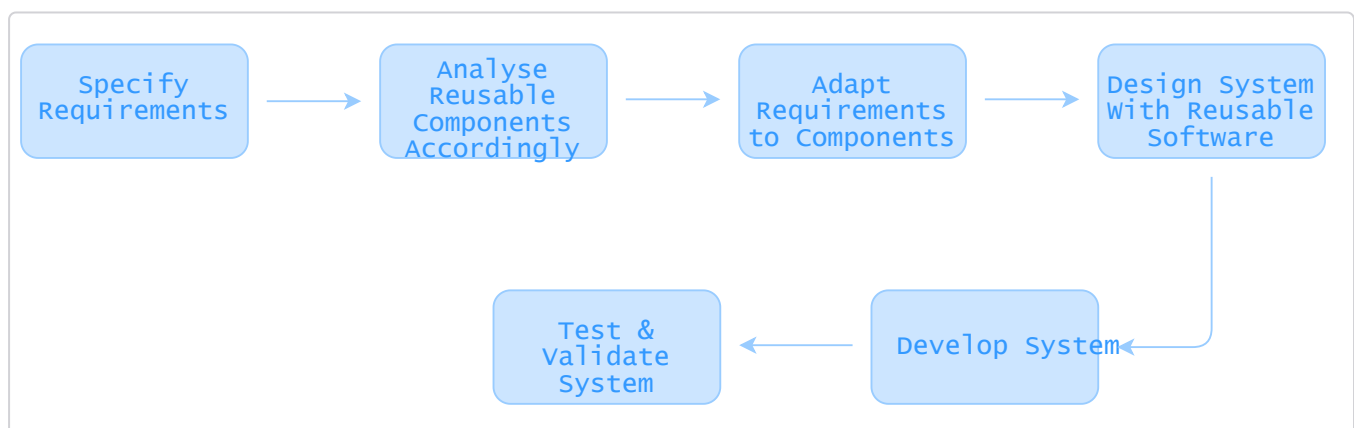 Specify
Requirements
Analyse
Reusable
Components
Accordingly
Adapt
Requirements
to Components
Design System
With Reusable
Software
Develop System
Test &
Validate
System